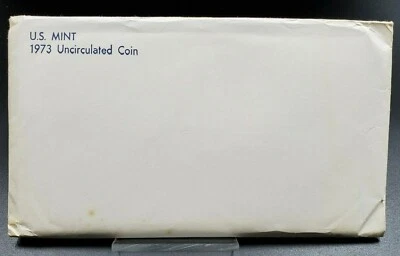 U.S. MINT
1973 Uncirculated Coin